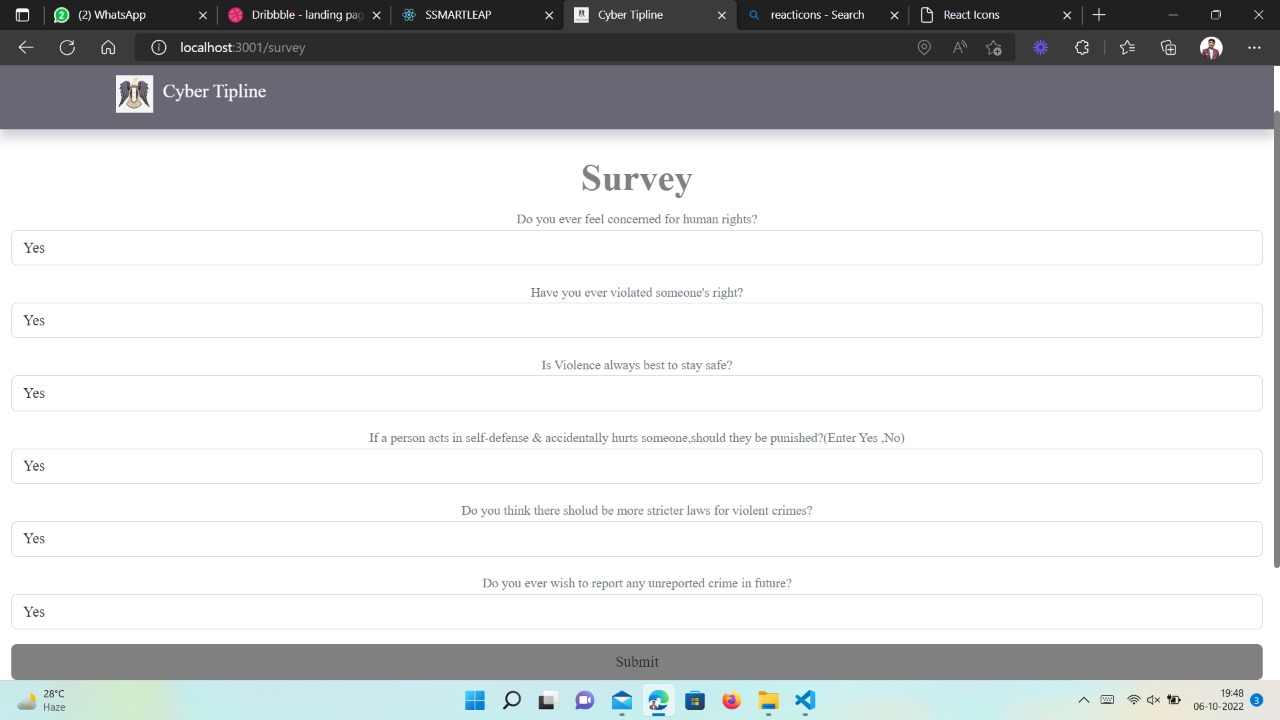 (2) WhatsApp
Dribbble - landing pag
SSMARTLEAP
Cyber Tipline
reacticons - Search
React Icons
localhost:3001/survey
Cyber Tipline
Survey
Do you ever feel concerned for human rights?
Yes
Have you ever violated someone's right?
Yes
Is Violence always best to stay safe?
Yes
If a person acts in self-defense & accidentally hurts someone,should they be punished?(Enter Yes ,No)
Yes
Do you think there sholud be more stricter laws for violent crimes?
Yes
Do you ever wish to report any unreported crime in future?
Yes
Submit
28°C
Haze
19:48
06-10-2022
3